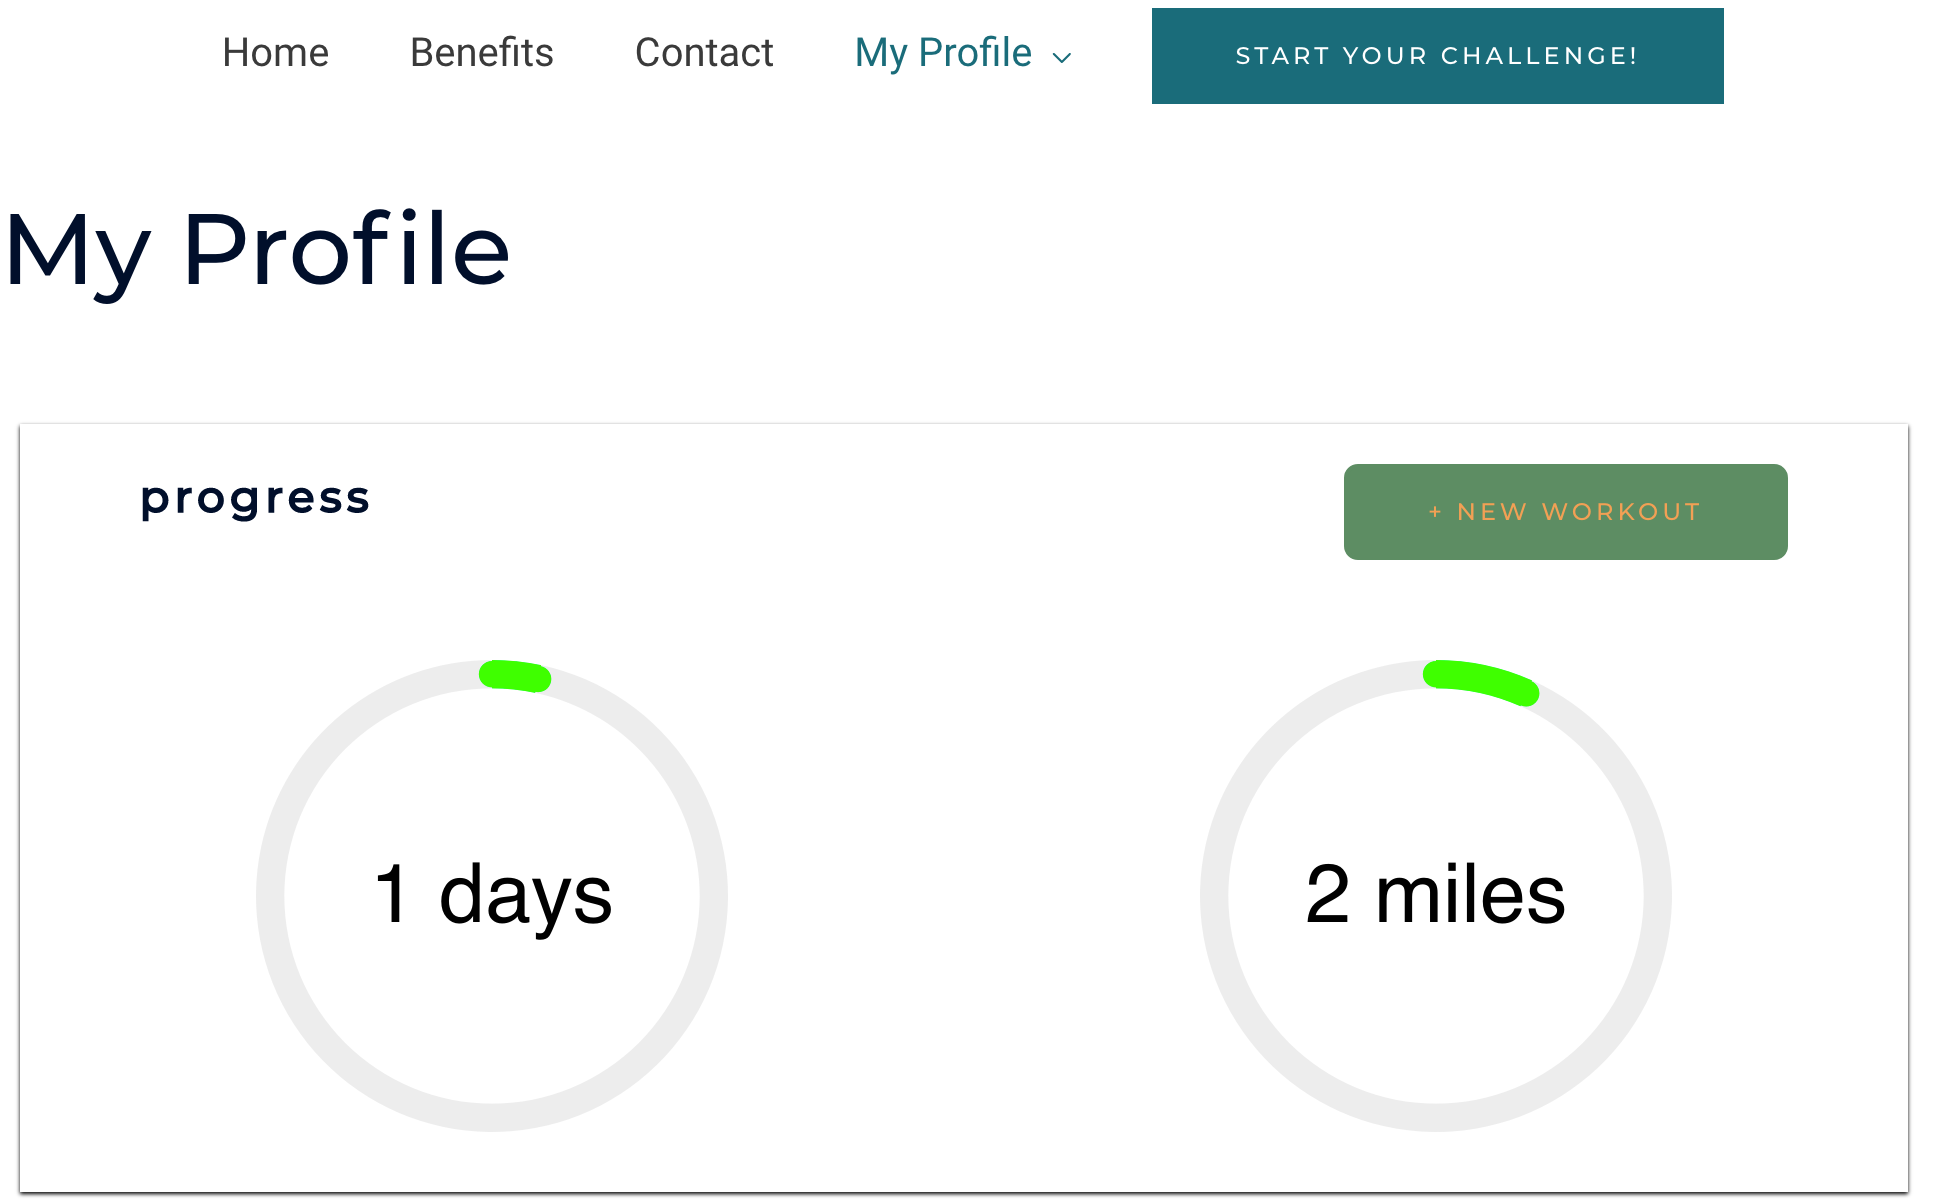 Home Benefits Contact My Profile START YOUR CHALLENGE!
My Profile
progress + NEW WORKOUT
1 days 2 miles